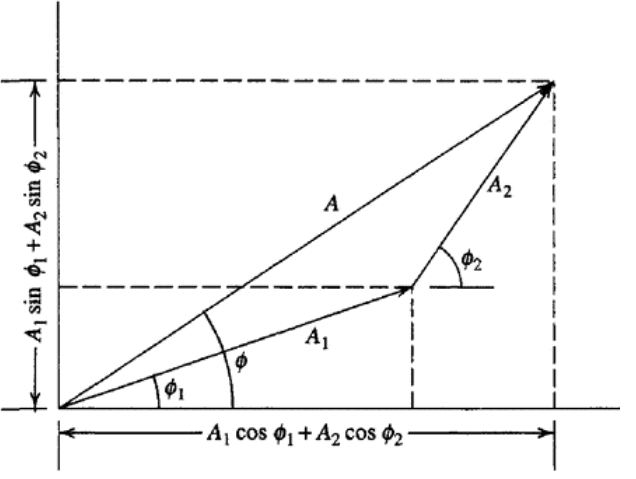 A₁ sin ϕ₁ + A₂ sin ϕ₂
A
A₂
ϕ₂
A₁
ϕ
ϕ₁
A₁ cos ϕ₁ + A₂ cos ϕ₂